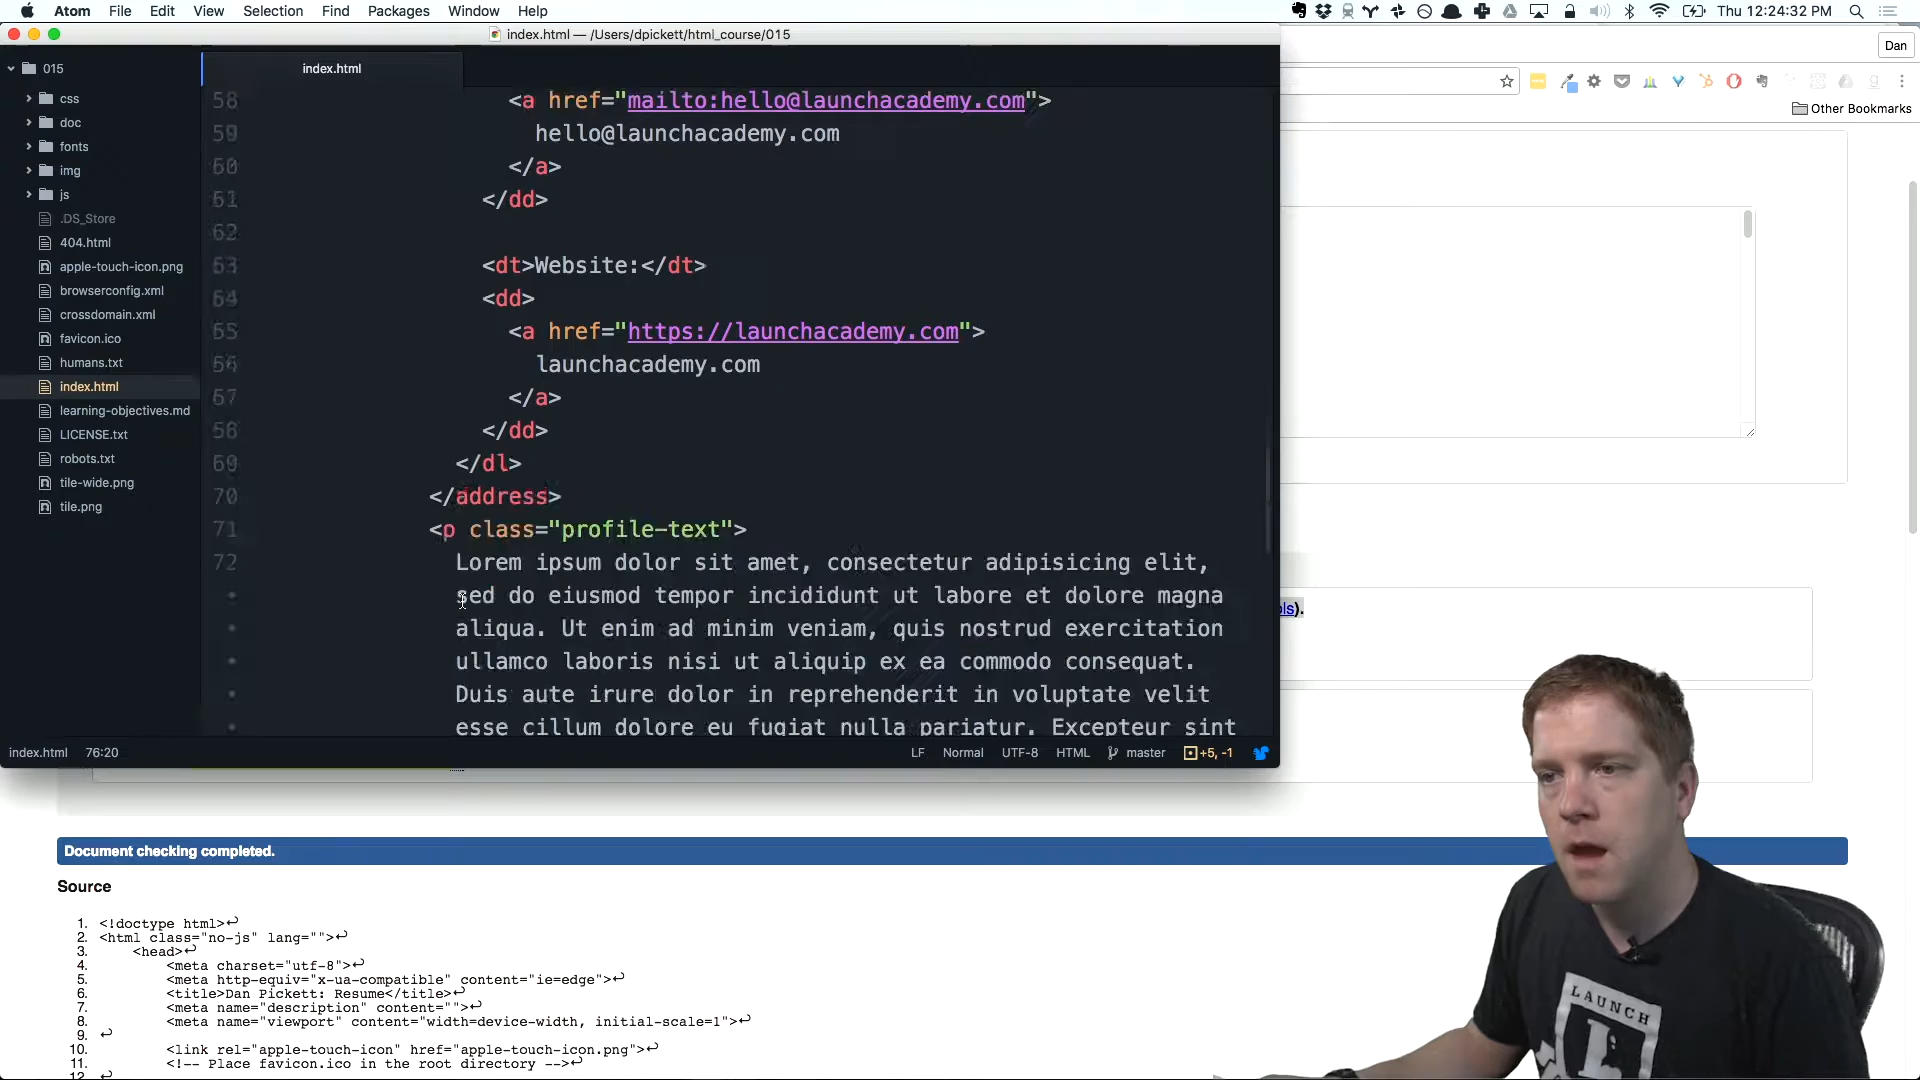 Atom File Edit View Selection Find Packages Window Help
Thu 12:24:32 PM
index.html — /Users/dpickett/html_course/015
Dan
015
index.html
css
doc
fonts
img
js
.DS_Store
404.html
apple-touch-icon.png
browserconfig.xml
crossdomain.xml
favicon.ico
humans.txt
index.html
learning-objectives.md
LICENSE.txt
robots.txt
tile-wide.png
tile.png
Other Bookmarks
58 <a href="mailto:hello@launchacademy.com">
59 hello@launchacademy.com
60 </a>
61 </dd>
62
63 <dt>Website:</dt>
64 <dd>
65 <a href="https://launchacademy.com">
66 launchacademy.com
67 </a>
68 </dd>
69 </dl>
70 </address>
71 <p class="profile-text">
72 Lorem ipsum dolor sit amet, consectetur adipisicing elit,
sed do eiusmod tempor incididunt ut labore et dolore magna
aliqua. Ut enim ad minim veniam, quis nostrud exercitation
ullamco laboris nisi ut aliquip ex ea commodo consequat.
Duis aute irure dolor in reprehenderit in voluptate velit
esse cillum dolore eu fugiat nulla pariatur. Excepteur sint
index.html 76:20
LF Normal UTF-8 HTML master +5, -1
Document checking completed.
Source
1. <!doctype html>↩
2. <html class="no-js" lang="">↩
3. <head>↩
4. <meta charset="utf-8">↩
5. <meta http-equiv="x-ua-compatible" content="ie=edge">↩
6. <title>Dan Pickett: Resume</title>↩
7. <meta name="description" content="">↩
8. <meta name="viewport" content="width=device-width, initial-scale=1">↩
9. ↩
10. <link rel="apple-touch-icon" href="apple-touch-icon.png">↩
11. <!-- Place favicon.ico in the root directory -->↩
12. ↩
LAUNCH